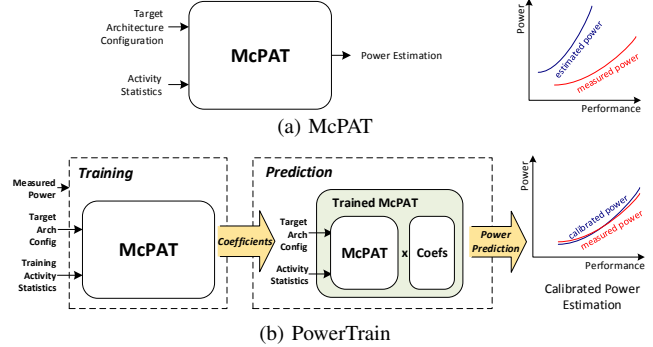 Target
Architecture
Configuration
Activity
Statistics
McPAT
Power Estimation
Power
estimated power
measured power
Performance
(a) McPAT
Training
Measured
Power
Target
Arch
Config
Training
Activity
Statistics
McPAT
Coefficients
Prediction
Trained McPAT
Target
Arch
Config
Activity
Statistics
McPAT
x
Coefs
Power
Prediction
Power
calibrated power
measured power
Performance
Calibrated Power
Estimation
(b) PowerTrain